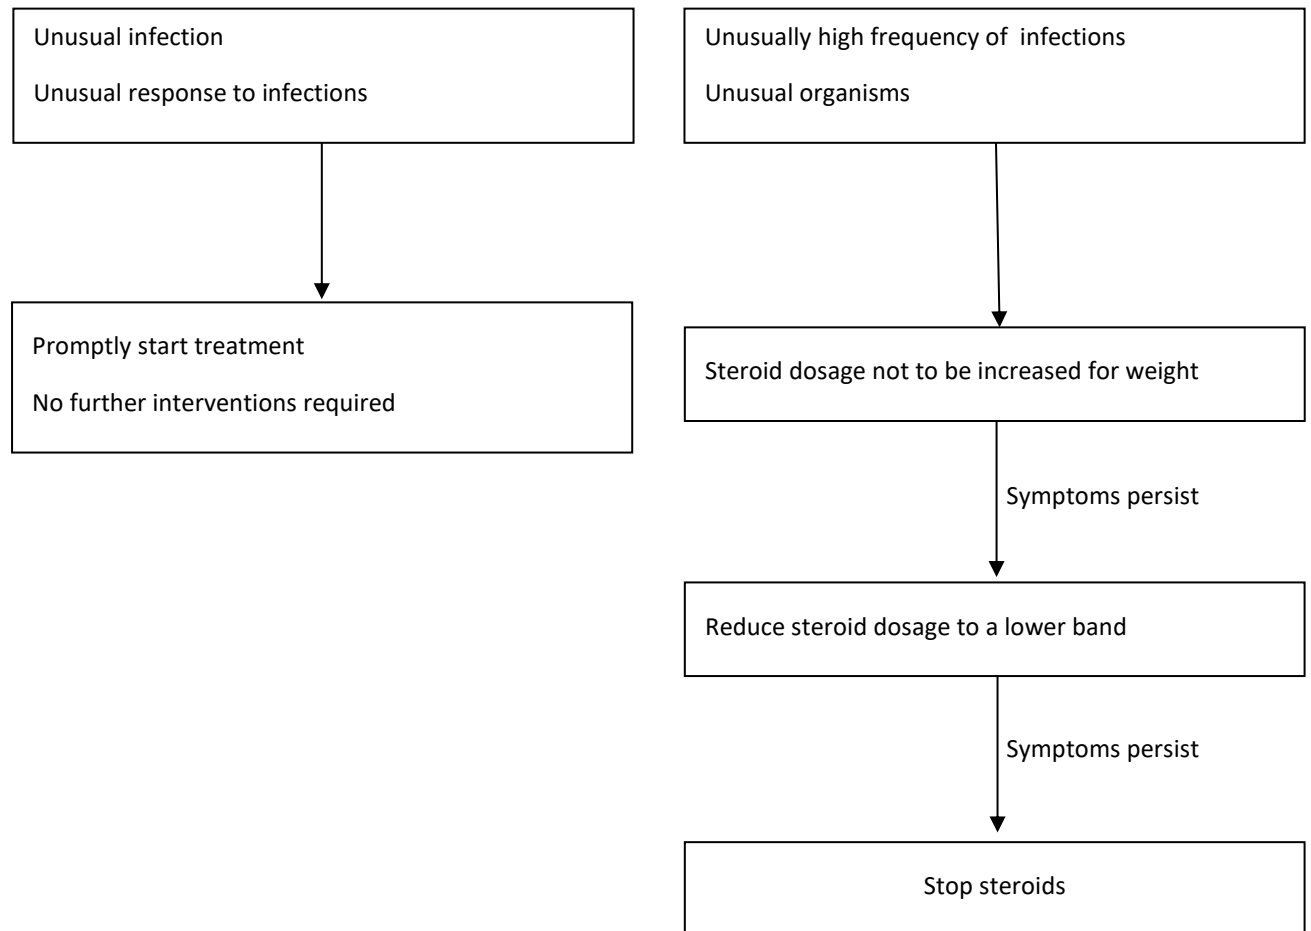 Unusual infection
Unusual response to infections
Promptly start treatment
No further interventions required
Unusually high frequency of  infections
Unusual organisms
Steroid dosage not to be increased for weight
Symptoms persist
Reduce steroid dosage to a lower band
Symptoms persist
Stop steroids